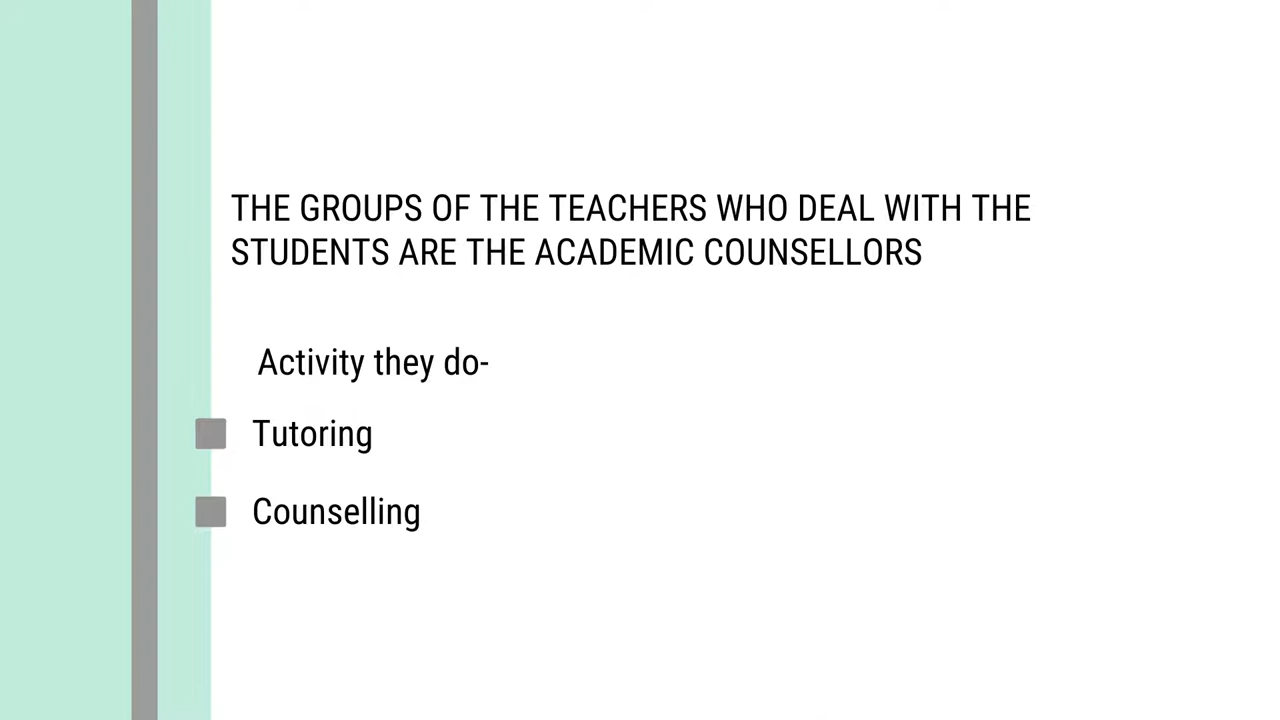 THE GROUPS OF THE TEACHERS WHO DEAL WITH THE
STUDENTS ARE THE ACADEMIC COUNSELLORS
Activity they do-
Tutoring
Counselling